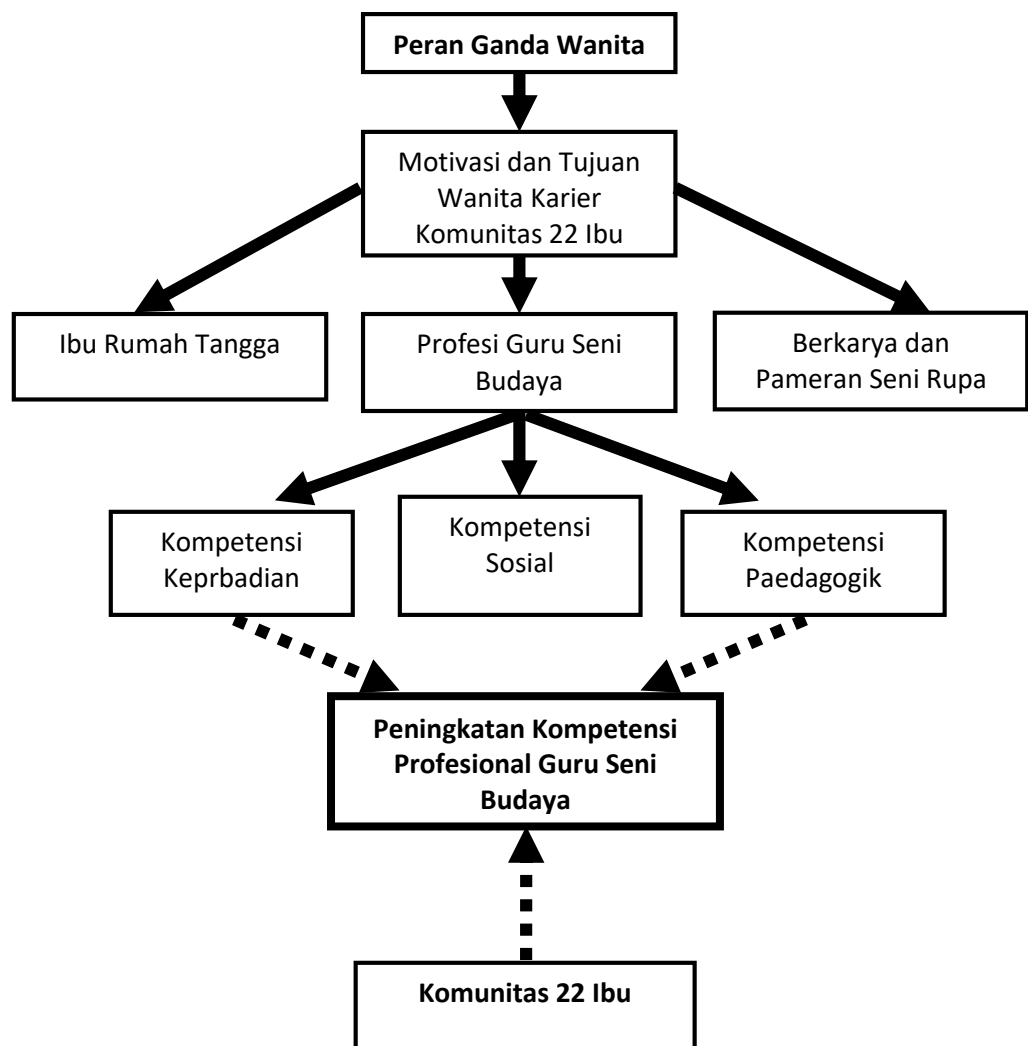 Peran Ganda Wanita
Motivasi dan Tujuan
Wanita Karier
Komunitas 22 Ibu
Ibu Rumah Tangga
Profesi Guru Seni
Budaya
Berkarya dan
Pameran Seni Rupa
Kompetensi
Keprbadian
Kompetensi
Sosial
Kompetensi
Paedagogik
Peningkatan Kompetensi
Profesional Guru Seni
Budaya
Komunitas 22 Ibu